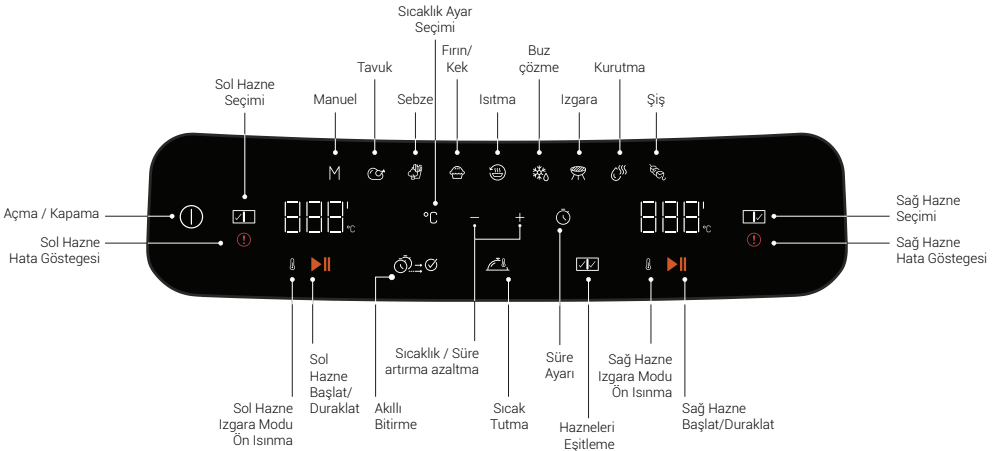 Sıcaklık Ayar
Seçimi
Fırın/
Kek
Buz
çözme
Tavuk
Kurutma
Sol Hazne
Seçimi
Manuel
Sebze
Isıtma
Izgara
Şiş
M
Açma / Kapama
888'
°C
°C
888'
°C
Sağ Hazne
Seçimi
Sol Hazne
Hata Göstegesi
Sağ Hazne
Hata Göstegesi
Sol
Hazne
Başlat/
Duraklat
Sıcaklık / Süre
artırma azaltma
Süre
Ayarı
Sağ Hazne
Izgara Modu
Ön Isınma
Sol Hazne
Izgara Modu
Ön Isınma
Akıllı
Bitirme
Sıcak
Tutma
Hazneleri
Eşitleme
Sağ Hazne
Başlat/Duraklat